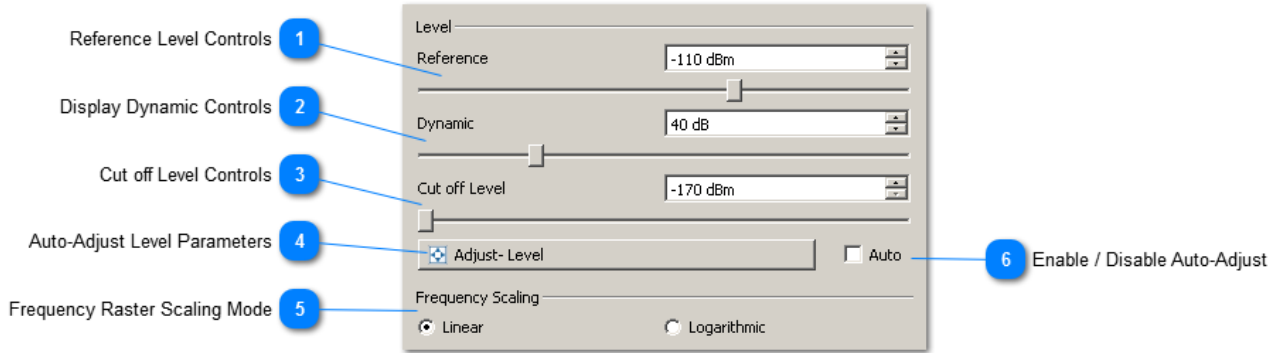 Reference Level Controls 1
Display Dynamic Controls 2
Cut off Level Controls 3
Auto-Adjust Level Parameters 4
Frequency Raster Scaling Mode 5
Level
Reference -110 dBm
Dynamic 40 dB
Cut off Level -170 dBm
Adjust- Level Auto
Frequency Scaling
Linear Logarithmic
6 Enable / Disable Auto-Adjust